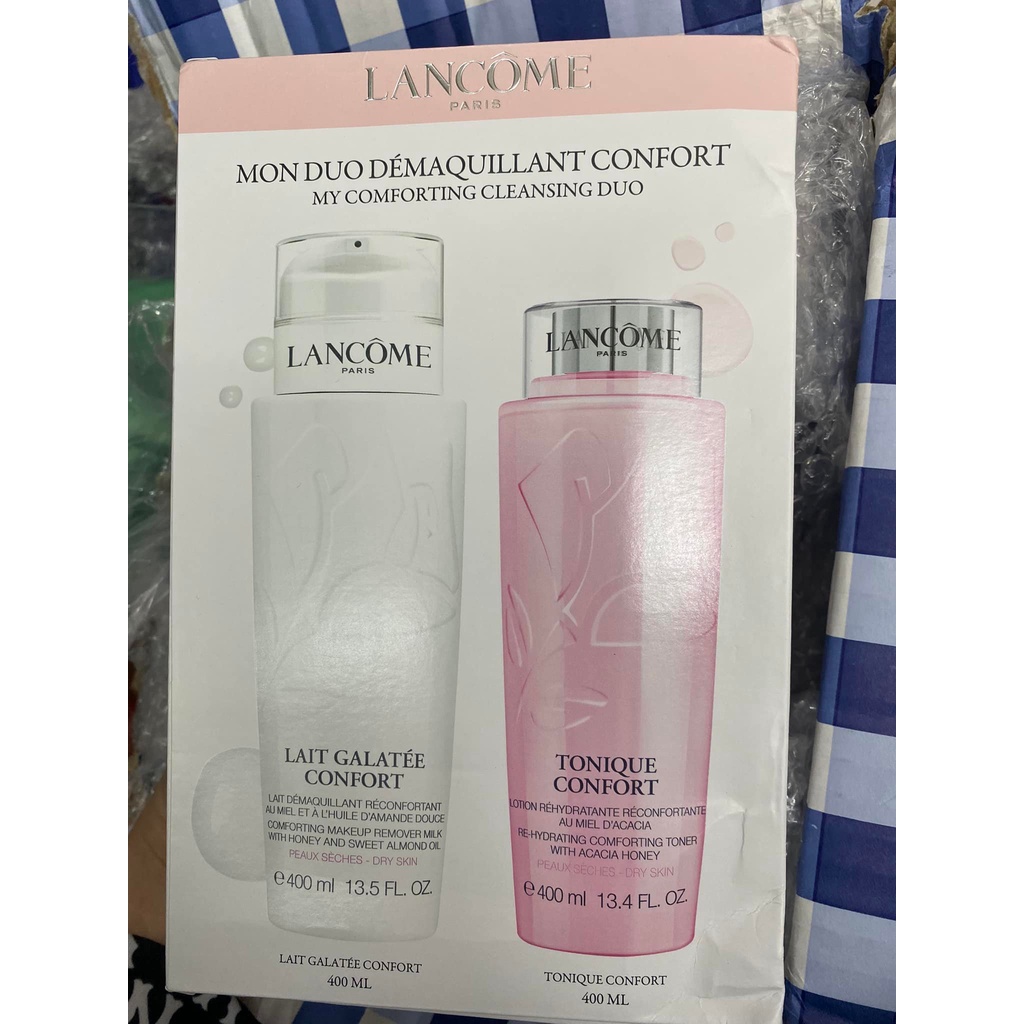 LANCÔME
PARIS
MON DUO DÉMAQUILLANT CONFORT
MY COMFORTING CLEANSING DUO
LANCÔME
PARIS
LAIT GALATÉE
CONFORT
LAIT DÉMAQUILLANT RÉCONFORTANT
AU MIEL ET À L'HUILE D'AMANDE DOUCE
COMFORTING MAKEUP REMOVER MILK
WITH HONEY AND SWEET ALMOND OIL
PEAUX SÈCHES - DRY SKIN
e 400 ml 13.5 FL. OZ.
LAIT GALATÉE CONFORT
400 ML
LANCÔME
PARIS
TONIQUE
CONFORT
LOTION RÉHYDRATANTE RÉCONFORTANTE
AU MIEL D'ACACIA
RE-HYDRATING COMFORTING TONER
WITH ACACIA HONEY
PEAUX SÈCHES - DRY SKIN
e 400 ml 13.4 FL. OZ.
TONIQUE CONFORT
400 ML